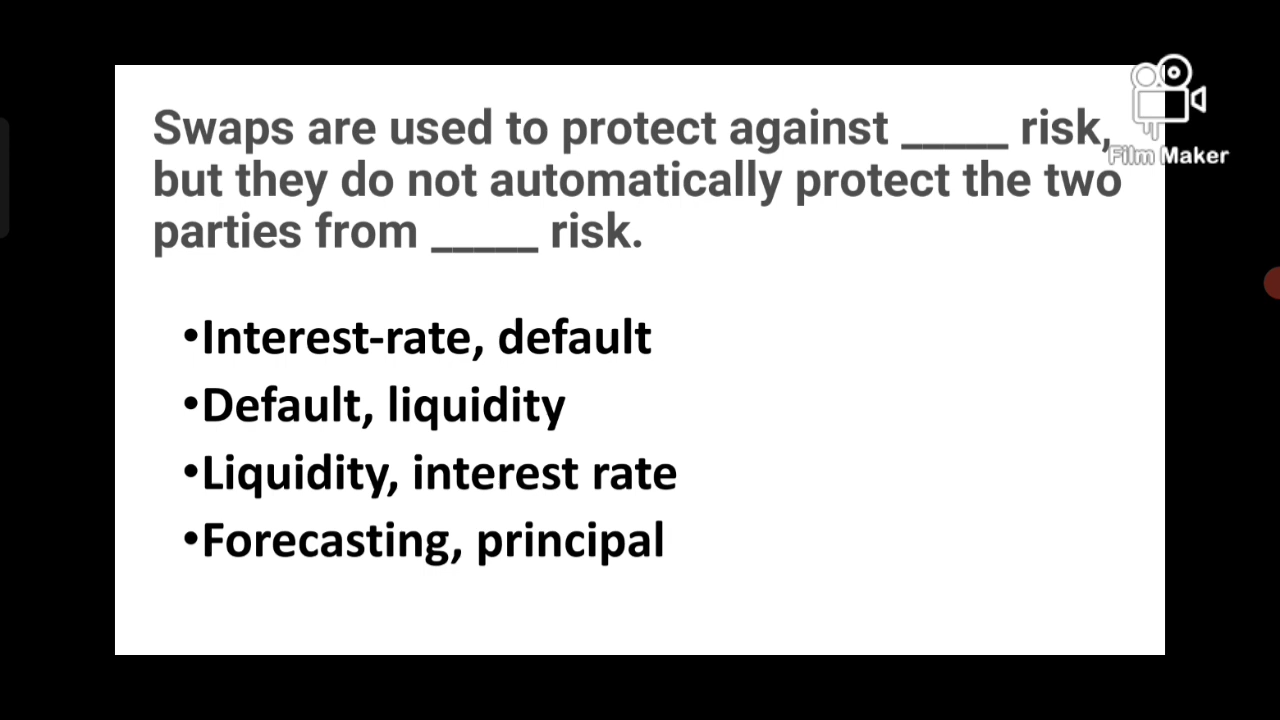 Swaps are used to protect against _____ risk,
but they do not automatically protect the two
parties from _____ risk.
•Interest-rate, default
•Default, liquidity
•Liquidity, interest rate
•Forecasting, principal
Film Maker